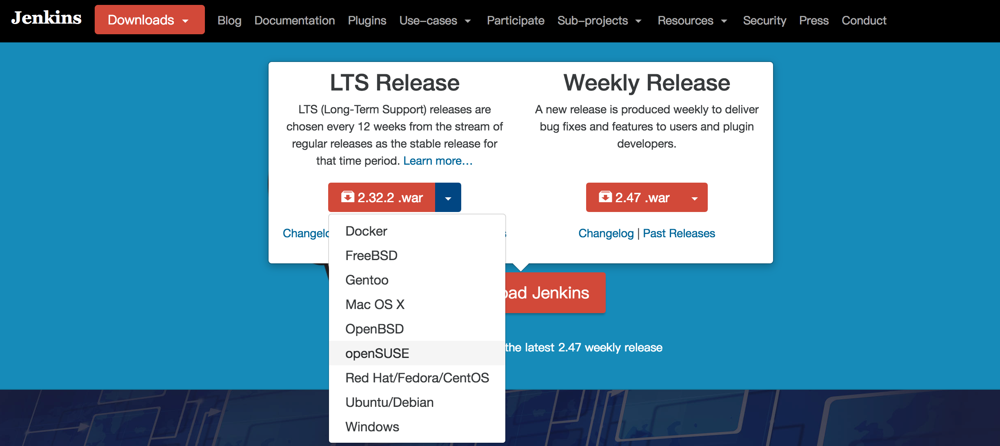 Jenkins
Downloads
Blog
Documentation
Plugins
Use-cases
Participate
Sub-projects
Resources
Security
Press
Conduct
LTS Release
LTS (Long-Term Support) releases are
chosen every 12 weeks from the stream of
regular releases as the stable release for
that time period. Learn more...
2.32.2 .war
Docker
FreeBSD
Gentoo
Mac OS X
OpenBSD
openSUSE
Red Hat/Fedora/CentOS
Ubuntu/Debian
Windows
Weekly Release
A new release is produced weekly to deliver
bug fixes and features to users and plugin
developers.
2.47 .war
Changelog | Past Releases
Jenkins
the latest 2.47 weekly release